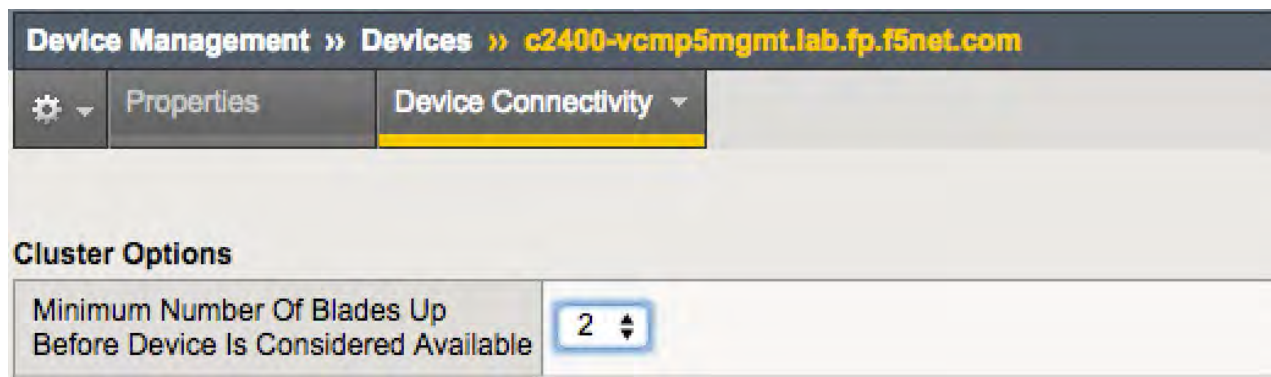 Device Management ›› Devices ›› c2400-vcmp5mgmt.lab.fp.f5net.com
Properties
Device Connectivity
Cluster Options
Minimum Number Of Blades Up
Before Device Is Considered Available
2